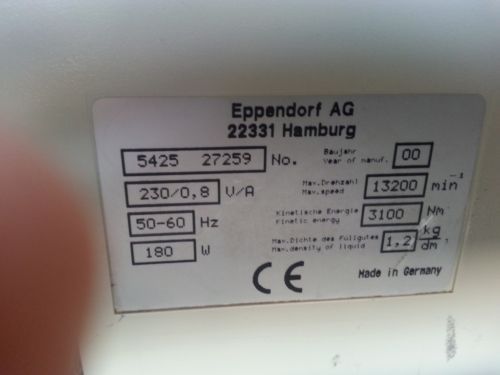 Eppendorf AG
22331 Hamburg
5425 27259 No.
Baujahr
Year of manuf. 00
230/0,8 V/A
Max.Drehzahl
Max.speed 13200 min⁻¹
50-60 Hz
Kinetische Energie
Kinetic energy 3100 Nm
180 W
Max.Dichte des Füllgutes
Max.density of liquid 1,2 kg/dm³
CE
Made in Germany